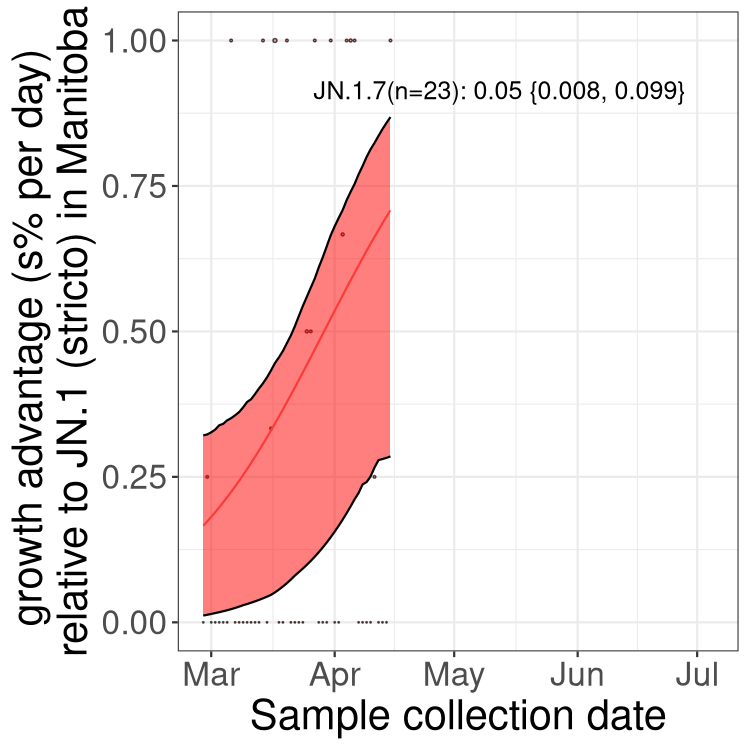 growth advantage (s% per day)
relative to JN.1 (stricto) in Manitoba
1.00
0.75
0.50
0.25
0.00
JN.1.7(n=23): 0.05 {0.008, 0.099}
Mar Apr May Jun Jul
Sample collection date